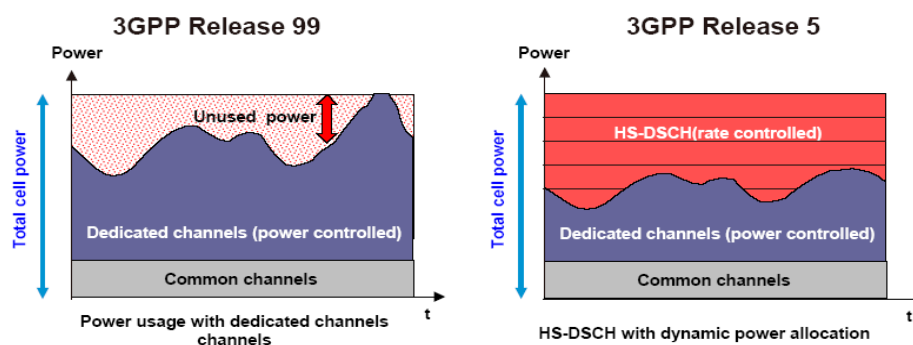 3GPP Release 99
Power
Total cell power
Unused power
Dedicated channels (power controlled)
Common channels
t
Power usage with dedicated channels
channels
3GPP Release 5
Power
Total cell power
HS-DSCH(rate controlled)
Dedicated channels (power controlled)
Common channels
t
HS-DSCH with dynamic power allocation